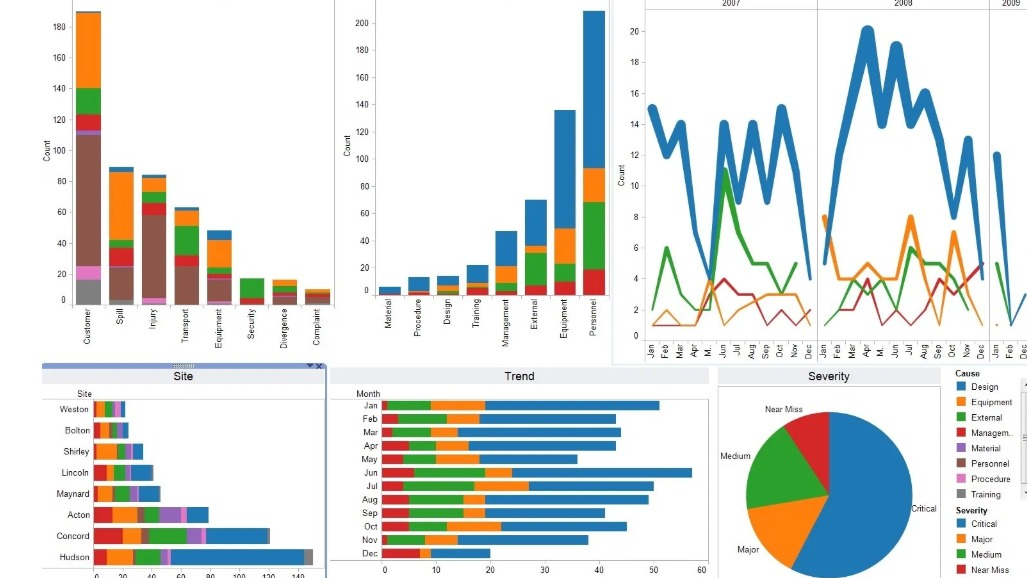 2007 2008 2009
Count
180
160
140
120
100
80
60
40
20
0
Customer
Spill
Injury
Transport
Equipment
Security
Divergence
Complaint
Count
200
180
160
140
120
100
80
60
40
20
0
Material
Procedure
Design
Training
Management
External
Equipment
Personnel
Count
20
18
16
14
12
10
8
6
4
2
0
Jan Feb Mar Apr M.. Jun Jul Aug Sep Oct Nov Dec Jan Feb Mar Apr M.. Jun Jul Aug Sep Oct Nov Dec Jan Feb Dec
Site
Site
Weston
Bolton
Shirley
Lincoln
Maynard
Acton
Concord
Hudson
0 20 40 60 80 100 120 140
Trend
Month
Jan
Feb
Mar
Apr
May
Jun
Jul
Aug
Sep
Oct
Nov
Dec
0 10 20 30 40 50 60
Severity
Near Miss
Medium
Critical
Major
Cause
Design
Equipment
External
Managem..
Material
Personnel
Procedure
Training
Severity
Critical
Major
Medium
Near Miss